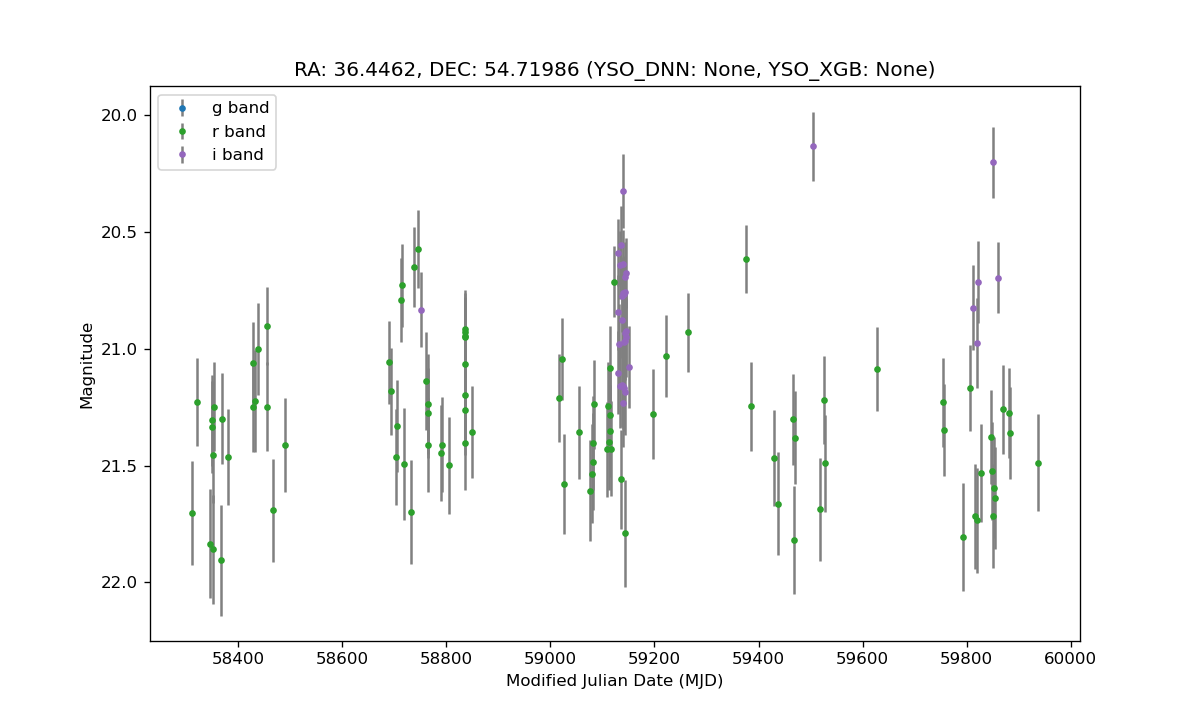 RA: 36.4462, DEC: 54.71986 (YSO_DNN: None, YSO_XGB: None)
g band
r band
i band
20.0
20.5
21.0
21.5
22.0
Magnitude
58400 58600 58800 59000 59200 59400 59600 59800 60000
Modified Julian Date (MJD)